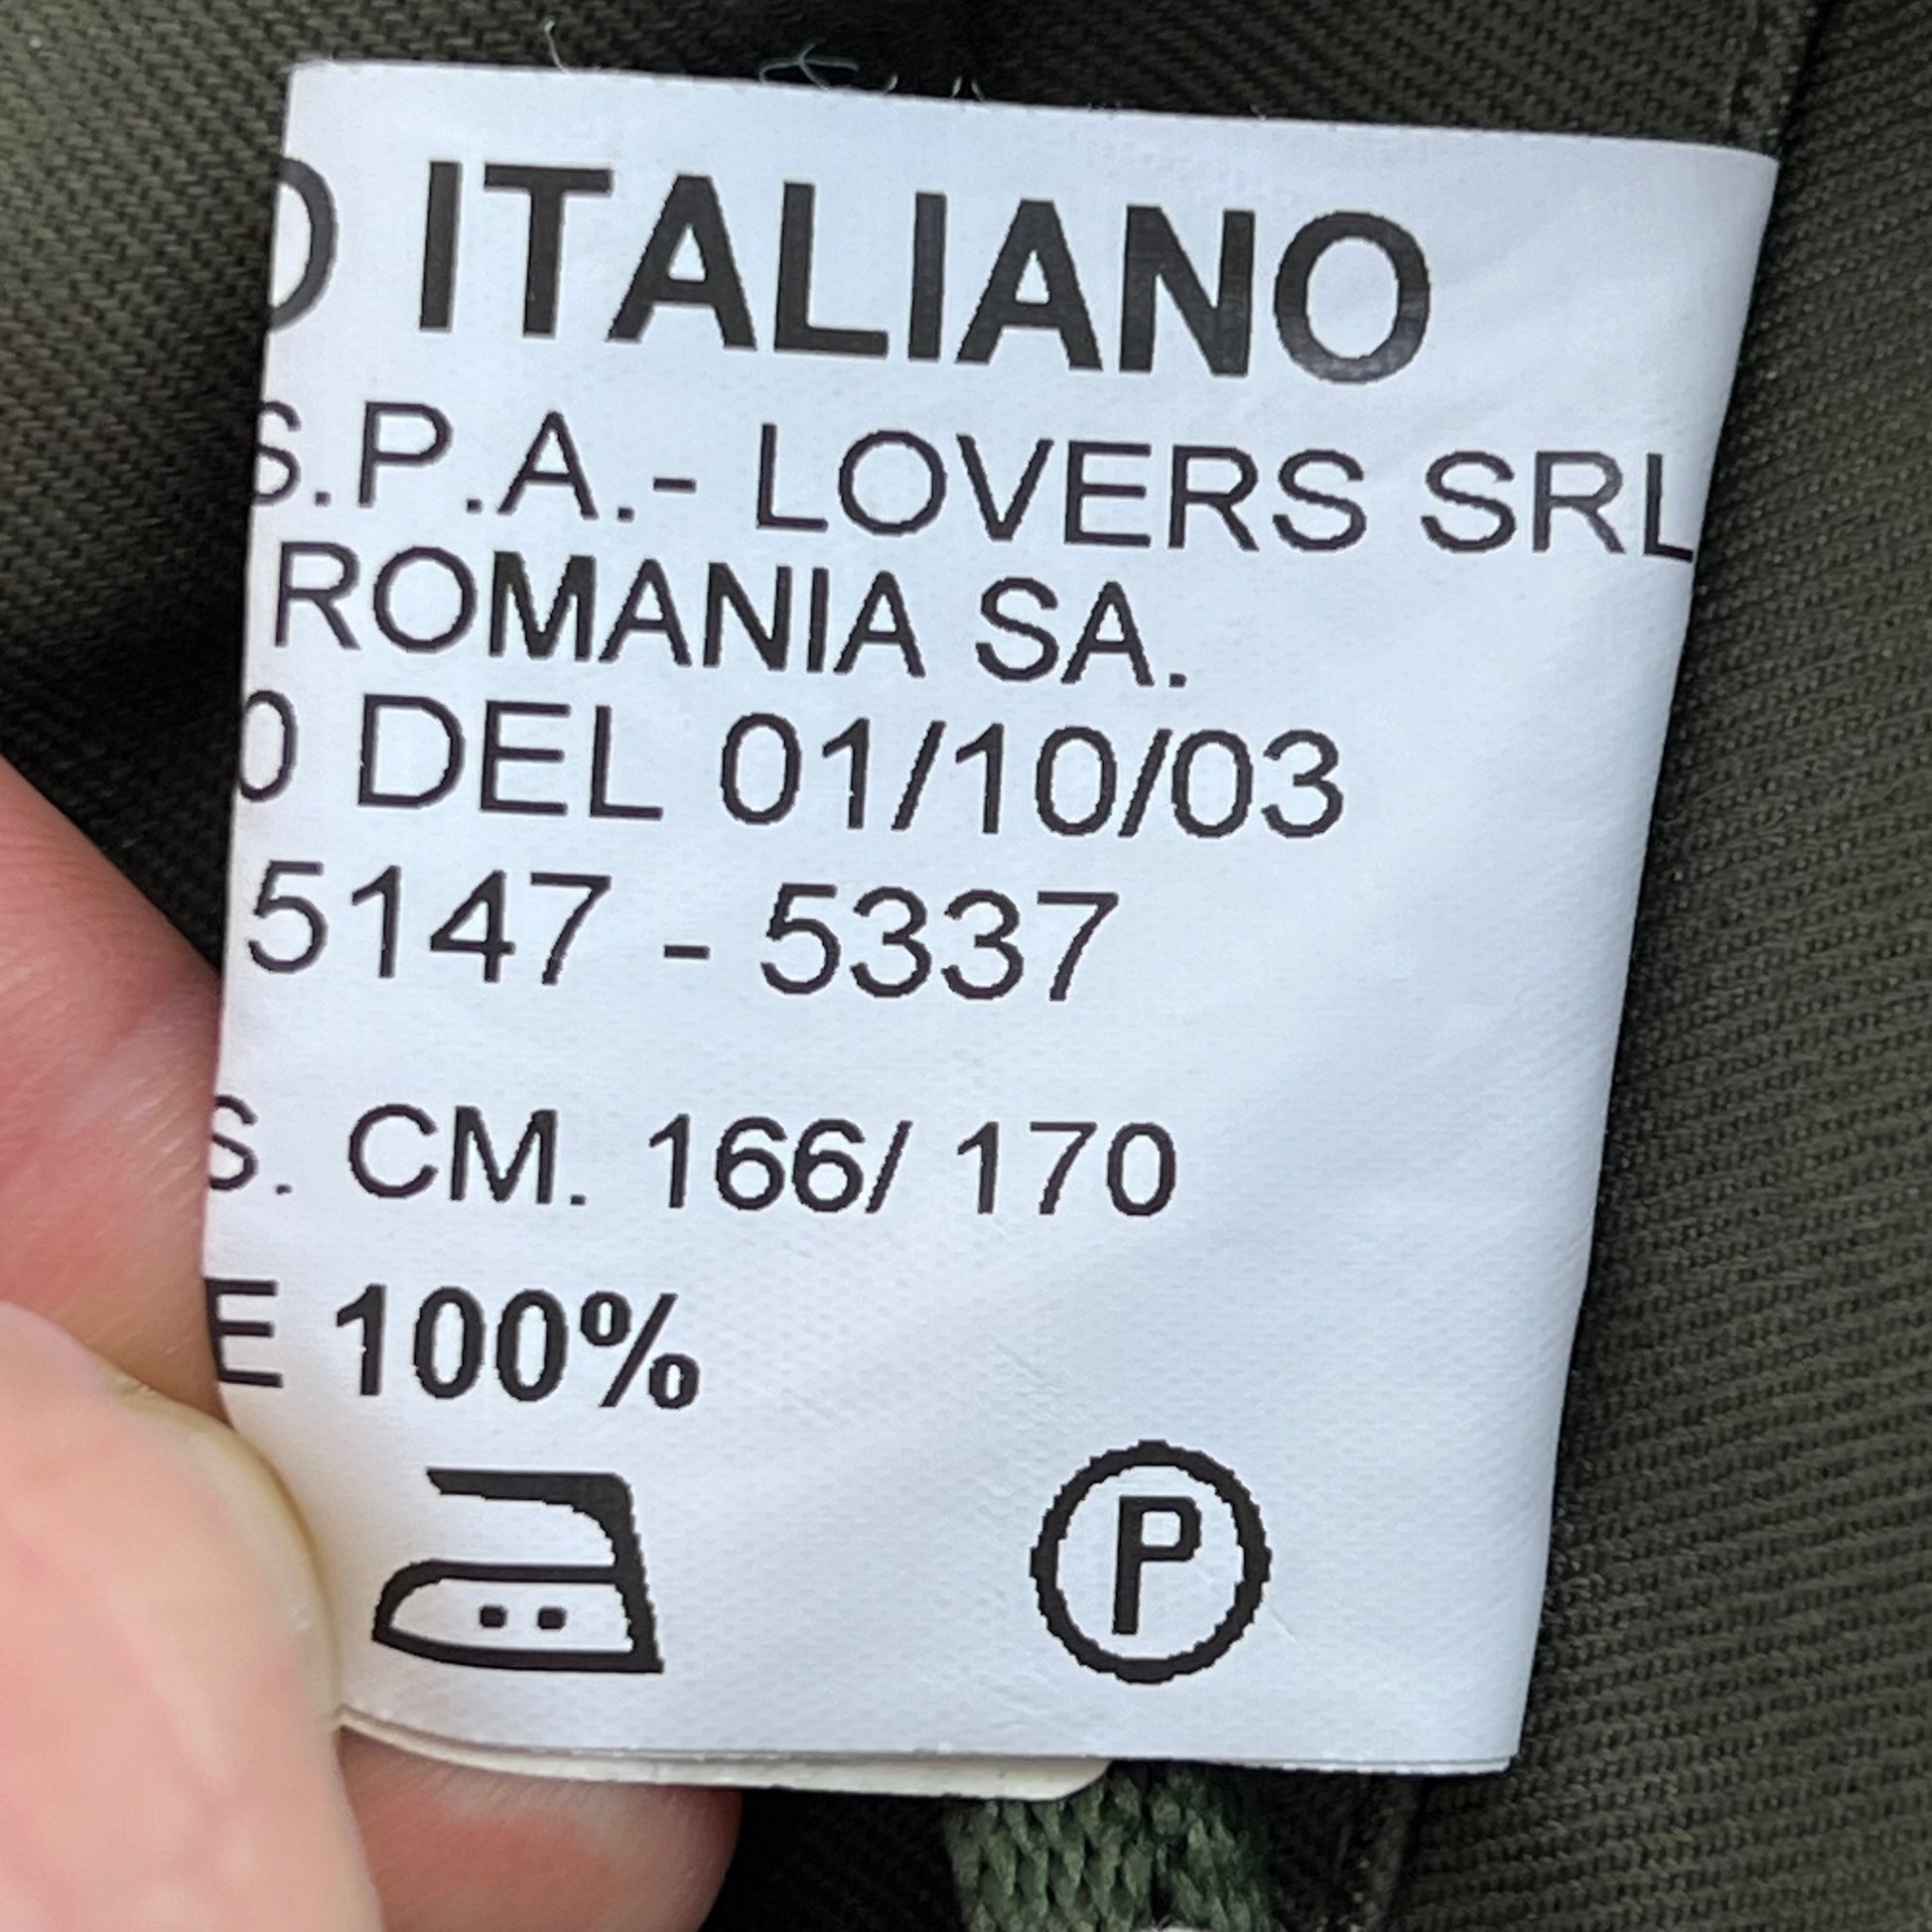 O ITALIANO
S.P.A.- LOVERS SRL
ROMANIA SA.
0 DEL 01/10/03
5147 - 5337
S. CM. 166/ 170
E 100%
P